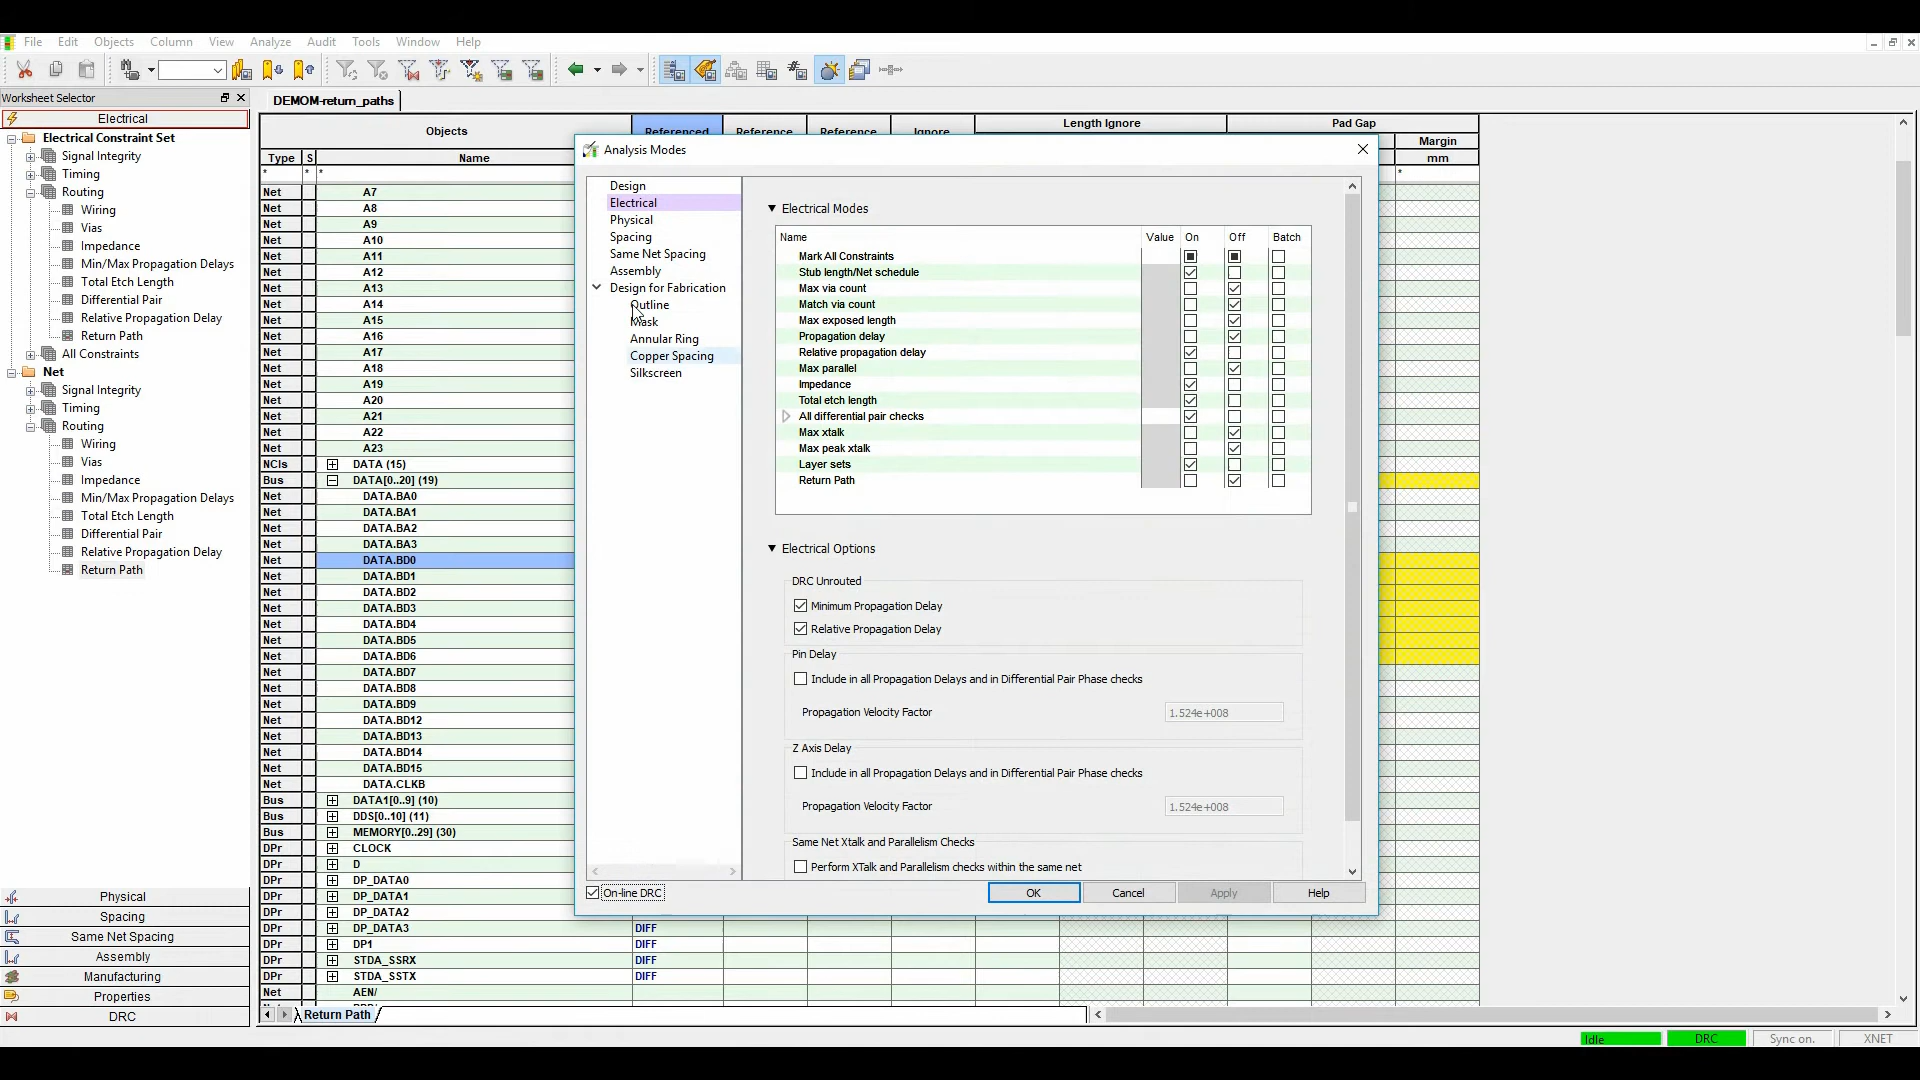 File Edit Objects Column View Analyze Audit Tools Window Help
Worksheet Selector
Electrical
Electrical Constraint Set
Signal Integrity
Timing
Routing
Wiring
Vias
Impedance
Min/Max Propagation Delays
Total Etch Length
Differential Pair
Relative Propagation Delay
Return Path
All Constraints
Net
Signal Integrity
Timing
Routing
Wiring
Vias
Impedance
Min/Max Propagation Delays
Total Etch Length
Differential Pair
Relative Propagation Delay
Return Path
Physical
Spacing
Same Net Spacing
Assembly
Manufacturing
Properties
DRC
DEMOM-return_paths
Objects Referenced Reference Reference Ignore Length Ignore Pad Gap
Margin
Type S Name mm
* * * *
Net A7
Net A8
Net A9
Net A10
Net A11
Net A12
Net A13
Net A14
Net A15
Net A16
Net A17
Net A18
Net A19
Net A20
Net A21
Net A22
Net A23
NCls DATA (15)
Bus DATA[0..20] (19)
Net DATA.BA0
Net DATA.BA1
Net DATA.BA2
Net DATA.BA3
Net DATA.BD0
Net DATA.BD1
Net DATA.BD2
Net DATA.BD3
Net DATA.BD4
Net DATA.BD5
Net DATA.BD6
Net DATA.BD7
Net DATA.BD8
Net DATA.BD9
Net DATA.BD12
Net DATA.BD13
Net DATA.BD14
Net DATA.BD15
Net DATA.CLKB
Bus DATA1[0..9] (10)
Bus DDS[0..10] (11)
Bus MEMORY[0..29] (30)
DPr CLOCK
DPr D
DPr DP_DATA0
DPr DP_DATA1
DPr DP_DATA2
DPr DP_DATA3 DIFF
DPr DP1 DIFF
DPr STDA_SSRX DIFF
DPr STDA_SSTX DIFF
Net AEN/
Return Path
Analysis Modes
Design
Electrical
Physical
Spacing
Same Net Spacing
Assembly
Design for Fabrication
Outline
Mask
Annular Ring
Copper Spacing
Silkscreen
Electrical Modes
Name Value On Off Batch
Mark All Constraints
Stub length/Net schedule
Max via count
Match via count
Max exposed length
Propagation delay
Relative propagation delay
Max parallel
Impedance
Total etch length
All differential pair checks
Max xtalk
Max peak xtalk
Layer sets
Return Path
Electrical Options
DRC Unrouted
Minimum Propagation Delay
Relative Propagation Delay
Pin Delay
Include in all Propagation Delays and in Differential Pair Phase checks
Propagation Velocity Factor 1.524e+008
Z Axis Delay
Include in all Propagation Delays and in Differential Pair Phase checks
Propagation Velocity Factor 1.524e+008
Same Net Xtalk and Parallelism Checks
Perform XTalk and Parallelism checks within the same net
On-line DRC OK Cancel Apply Help
Idle DRC Sync on. XNET